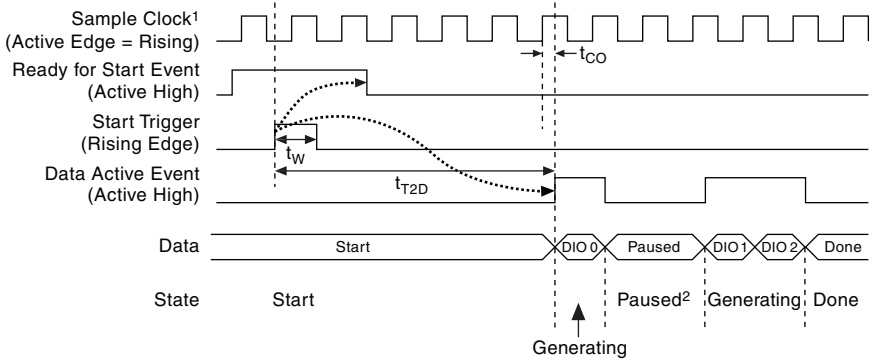 Sample Clock1
(Active Edge = Rising)
tCO
Ready for Start Event
(Active High)
Start Trigger
(Rising Edge)
tW
Data Active Event
(Active High)
tT2D
Data
Start
DIO 0
Paused
DIO 1
DIO 2
Done
State
Start
Paused2
Generating
Done
Generating